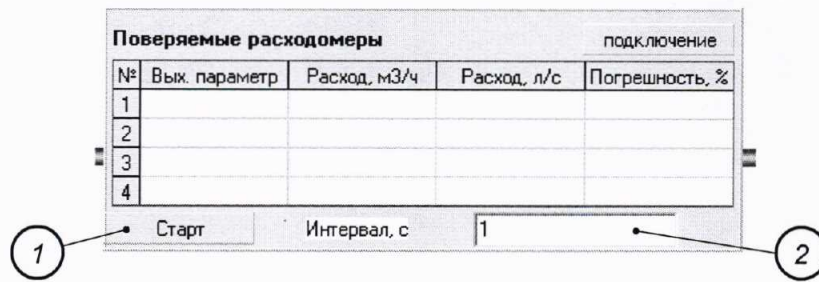 Поверяемые расходомеры подключение
№ Вых. параметр Расход, м3/ч Расход, л/с Погрешность, %
1
2
3
4
Старт Интервал, с 1
1 2